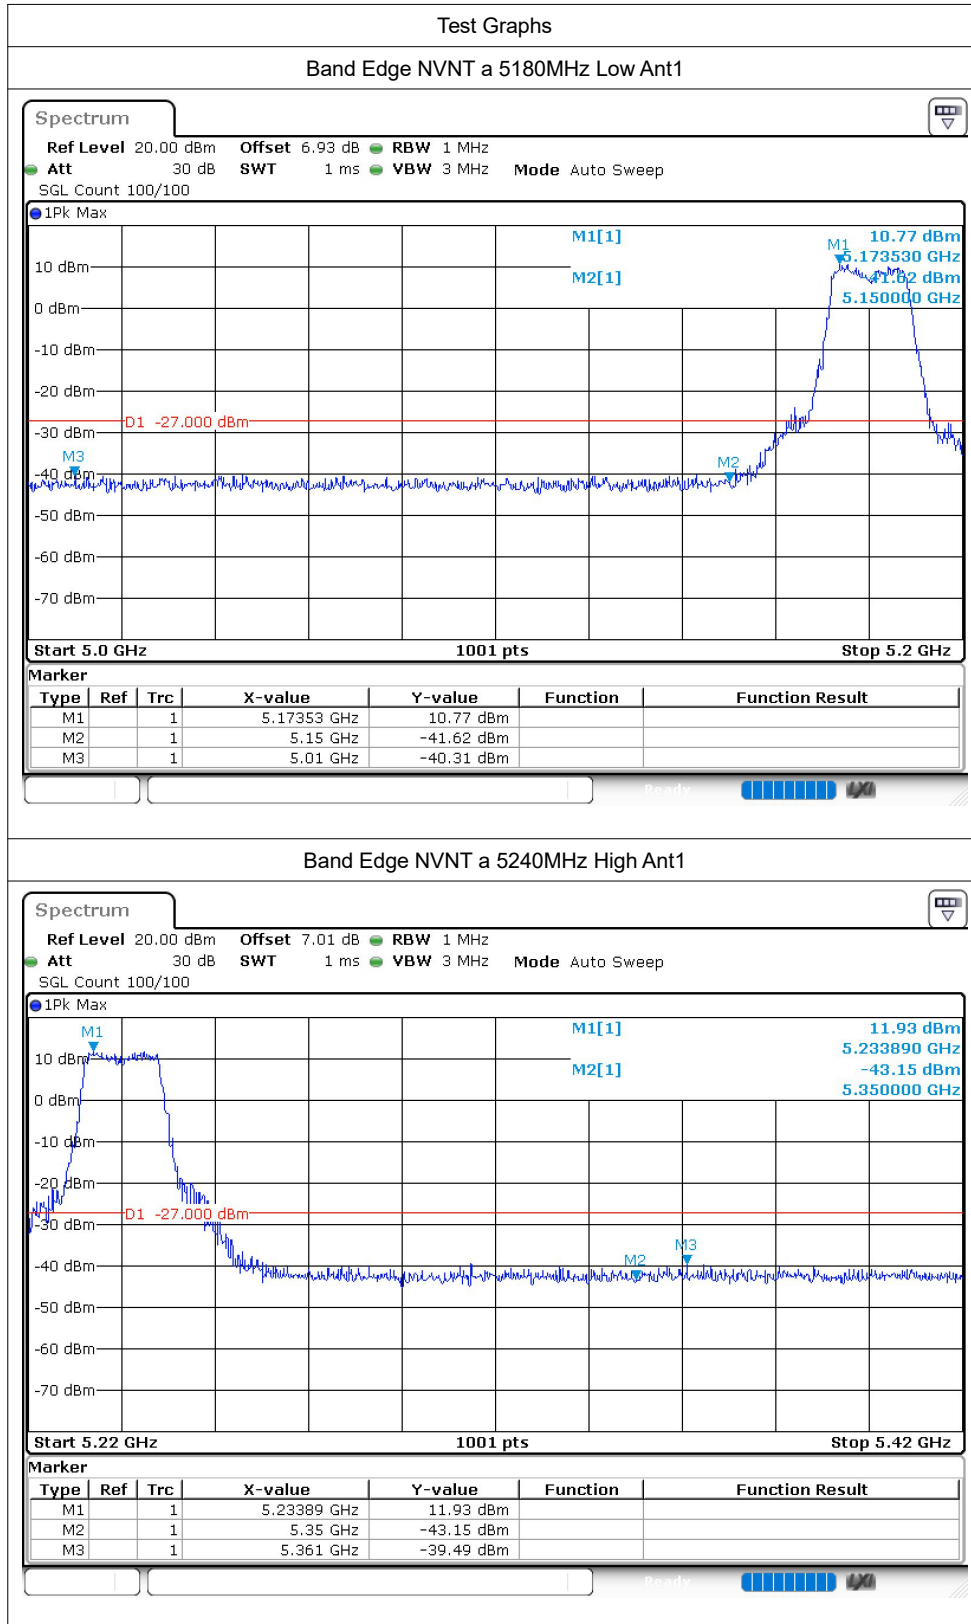 Test Graphs
Band Edge NVNT a 5180MHz Low Ant1
Spectrum
Ref Level 20.00 dBm Offset 6.93 dB RBW 1 MHz
Att 30 dB SWT 1 ms VBW 3 MHz Mode Auto Sweep
SGL Count 100/100
1Pk Max
M1[1] 10.77 dBm
M1
5.173530 GHz
10 dBm
M2[1] -41.62 dBm
5.150000 GHz
0 dBm
-10 dBm
-20 dBm
D1 -27.000 dBm
-30 dBm
M3
M2
-40 dBm
-50 dBm
-60 dBm
-70 dBm
Start 5.0 GHz 1001 pts Stop 5.2 GHz
Marker
Type Ref Trc X-value Y-value Function Function Result
M1 1 5.17353 GHz 10.77 dBm
M2 1 5.15 GHz -41.62 dBm
M3 1 5.01 GHz -40.31 dBm
Ready LXI
Band Edge NVNT a 5240MHz High Ant1
Spectrum
Ref Level 20.00 dBm Offset 7.01 dB RBW 1 MHz
Att 30 dB SWT 1 ms VBW 3 MHz Mode Auto Sweep
SGL Count 100/100
1Pk Max
M1 M1[1] 11.93 dBm
5.233890 GHz
10 dBm
M2[1] -43.15 dBm
5.350000 GHz
0 dBm
-10 dBm
-20 dBm
D1 -27.000 dBm
-30 dBm
M3
M2
-40 dBm
-50 dBm
-60 dBm
-70 dBm
Start 5.22 GHz 1001 pts Stop 5.42 GHz
Marker
Type Ref Trc X-value Y-value Function Function Result
M1 1 5.23389 GHz 11.93 dBm
M2 1 5.35 GHz -43.15 dBm
M3 1 5.361 GHz -39.49 dBm
Ready LXI